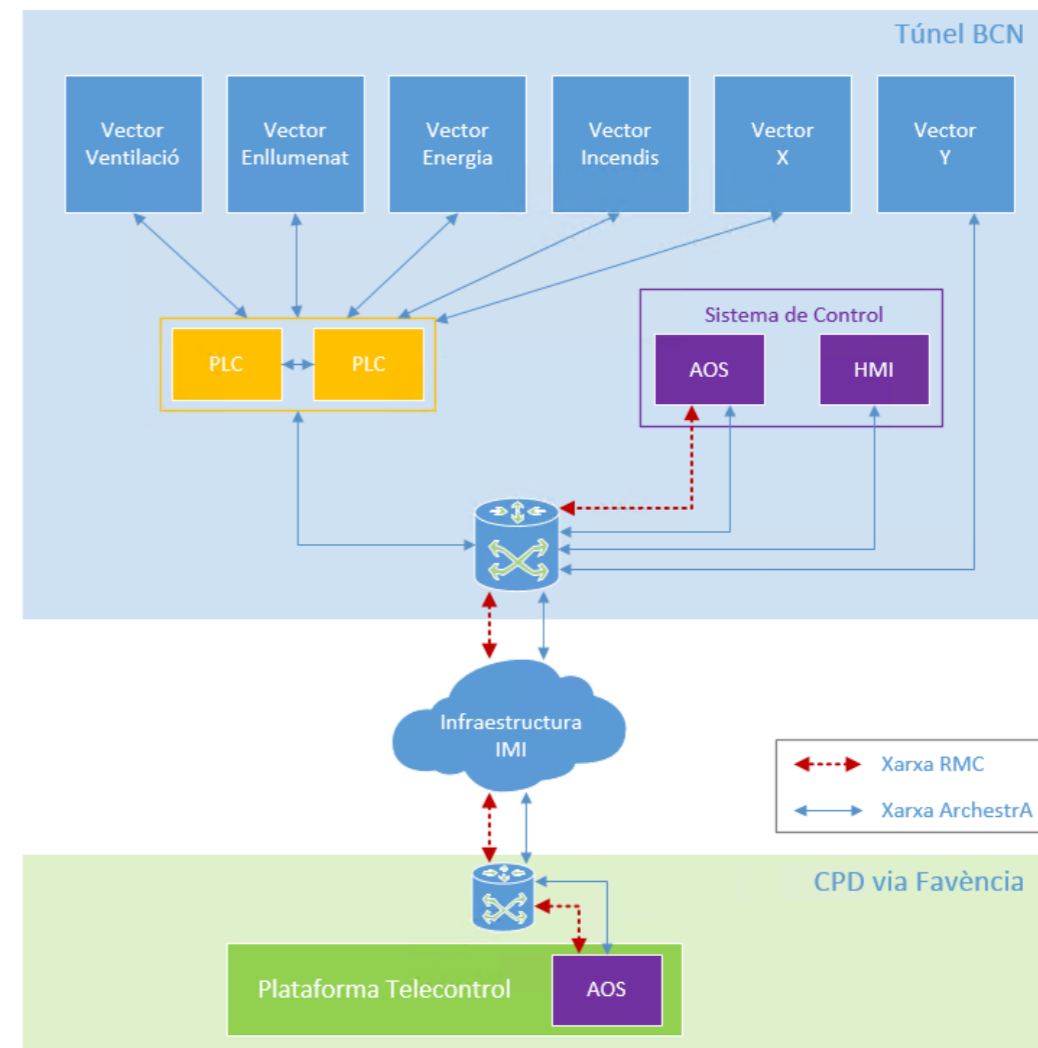 Túnel BCN
Vector
Ventilació
Vector
Enllumenat
Vector
Energia
Vector
Incendis
Vector
X
Vector
Y
Sistema de Control
PLC
PLC
AOS
HMI
Infraestructura
IMI
Xarxa RMC
Xarxa ArchestrA
CPD via Favència
Plataforma Telecontrol
AOS